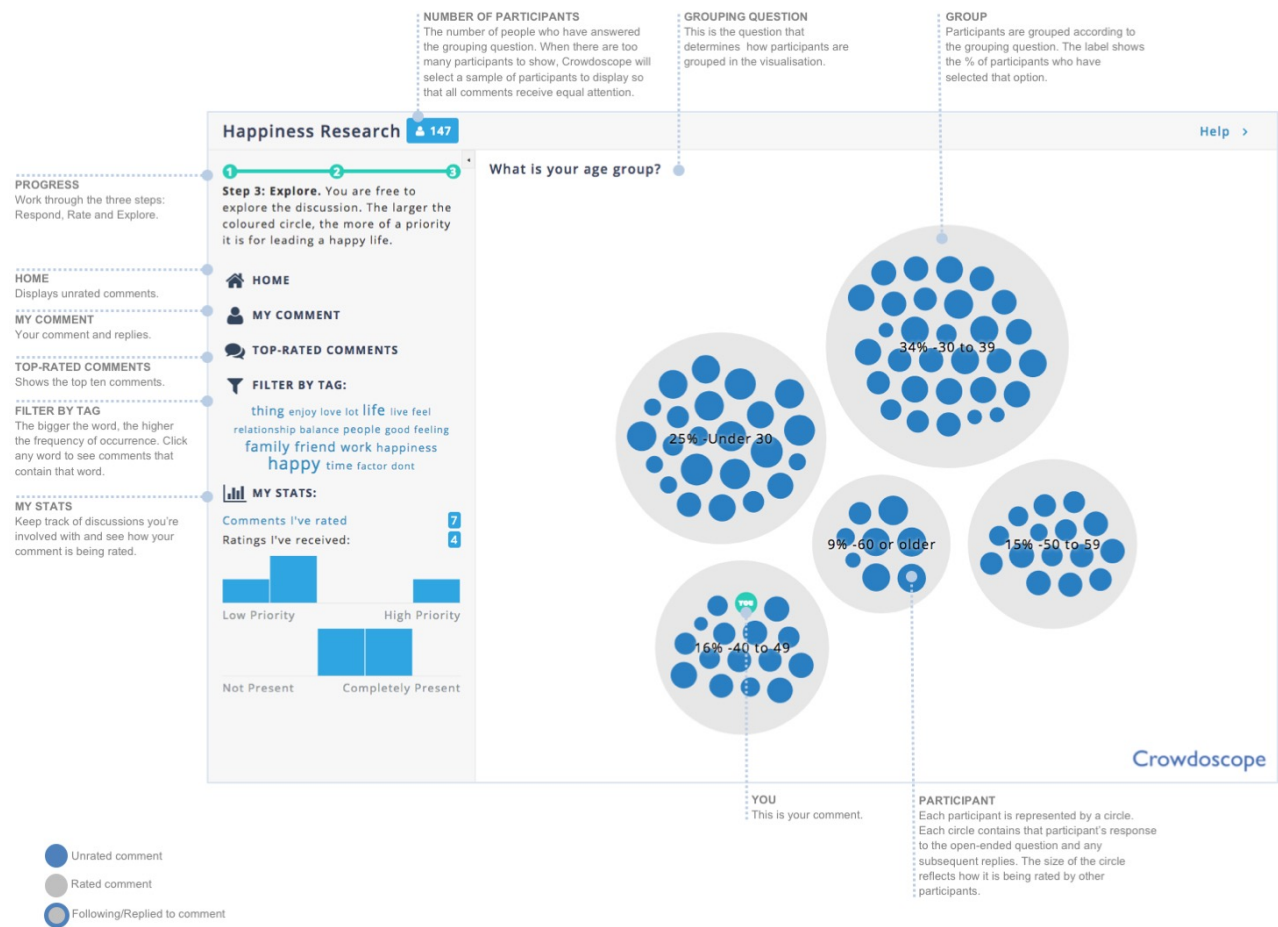 NUMBER OF PARTICIPANTS
The number of people who have answered
the grouping question. When there are too
many participants to show, Crowdoscope will
select a sample of participants to display so
that all comments receive equal attention.
GROUPING QUESTION
This is the question that
determines how participants are
grouped in the visualisation.
GROUP
Participants are grouped according to
the grouping question. The label shows
the % of participants who have
selected that option.
Happiness Research 147
Help >
PROGRESS
Work through the three steps:
Respond, Rate and Explore.
HOME
Displays unrated comments.
MY COMMENT
Your comment and replies.
TOP-RATED COMMENTS
Shows the top ten comments.
FILTER BY TAG
The bigger the word, the higher
the frequency of occurrence. Click
any word to see comments that
contain that word.
MY STATS
Keep track of discussions you're
involved with and see how your
comment is being rated.
1 2 3
Step 3: Explore. You are free to
explore the discussion. The larger the
coloured circle, the more of a priority
it is for leading a happy life.
HOME
MY COMMENT
TOP-RATED COMMENTS
FILTER BY TAG:
thing enjoy love lot life live feel
relationship balance people good feeling
family friend work happiness
happy time factor dont
MY STATS:
Comments I've rated 7
Ratings I've received: 4
Low Priority High Priority
Not Present Completely Present
What is your age group?
34% -30 to 39
25% -Under 30
9% -60 or older
15% -50 to 59
YOU
16% -40 to 49
Crowdoscope
YOU
This is your comment.
PARTICIPANT
Each participant is represented by a circle.
Each circle contains that participant's response
to the open-ended question and any
subsequent replies. The size of the circle
reflects how it is being rated by other
participants.
Unrated comment
Rated comment
Following/Replied to comment